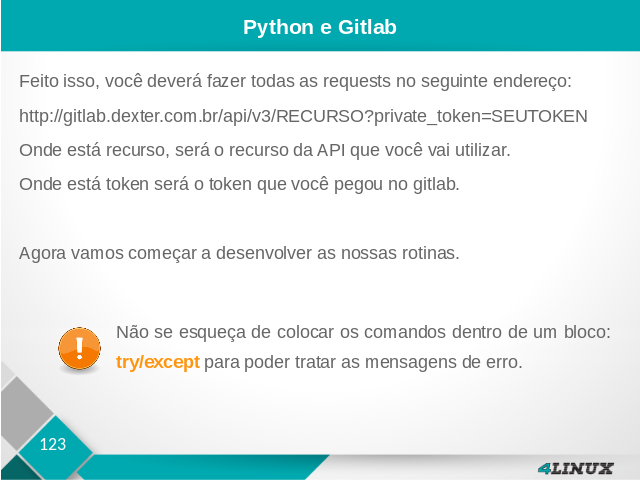 Python e Gitlab
Feito isso, você deverá fazer todas as requests no seguinte endereço:
http://gitlab.dexter.com.br/api/v3/RECURSO?private_token=SEUTOKEN
Onde está recurso, será o recurso da API que você vai utilizar.
Onde está token será o token que você pegou no gitlab.
Agora vamos começar a desenvolver as nossas rotinas.
Não se esqueça de colocar os comandos dentro de um bloco:
try/except para poder tratar as mensagens de erro.
123
4LINUX